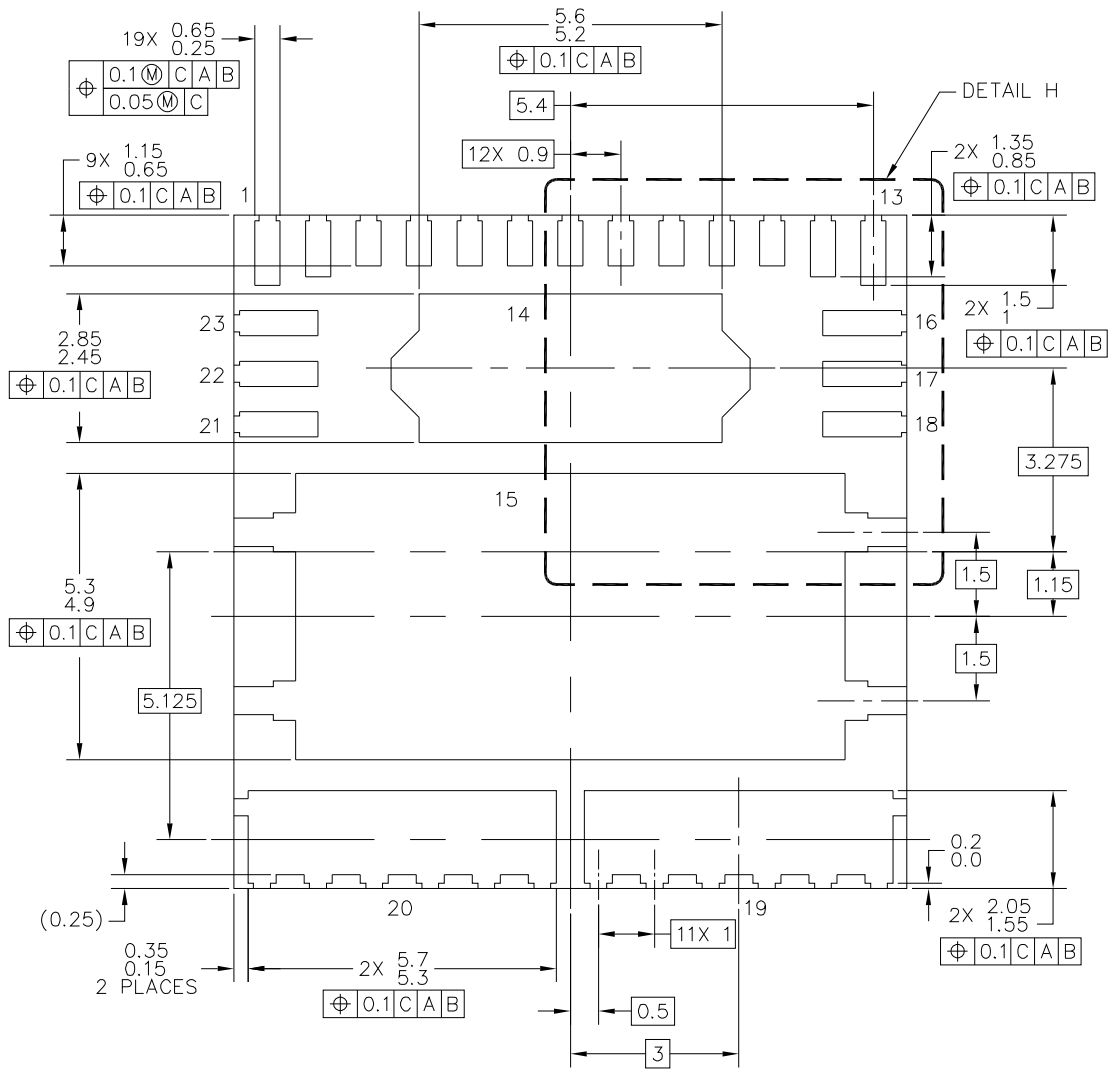 19X 0.65
0.25
⌖ 0.1 Ⓜ C A B
0.05 Ⓜ C
5.6
5.2
⌖ 0.1 C A B
5.4
12X 0.9
DETAIL H
9X 1.15
0.65
⌖ 0.1 C A B
2X 1.35
0.85
⌖ 0.1 C A B
1
13
2X 1.5
1
⌖ 0.1 C A B
14
23
16
22
17
21
18
2.85
2.45
⌖ 0.1 C A B
3.275
15
1.5
1.15
5.3
4.9
⌖ 0.1 C A B
1.5
5.125
0.2
0.0
(0.25)
20
19
2X 2.05
1.55
⌖ 0.1 C A B
11X 1
0.35
0.15
2 PLACES
2X 5.7
5.3
⌖ 0.1 C A B
0.5
3